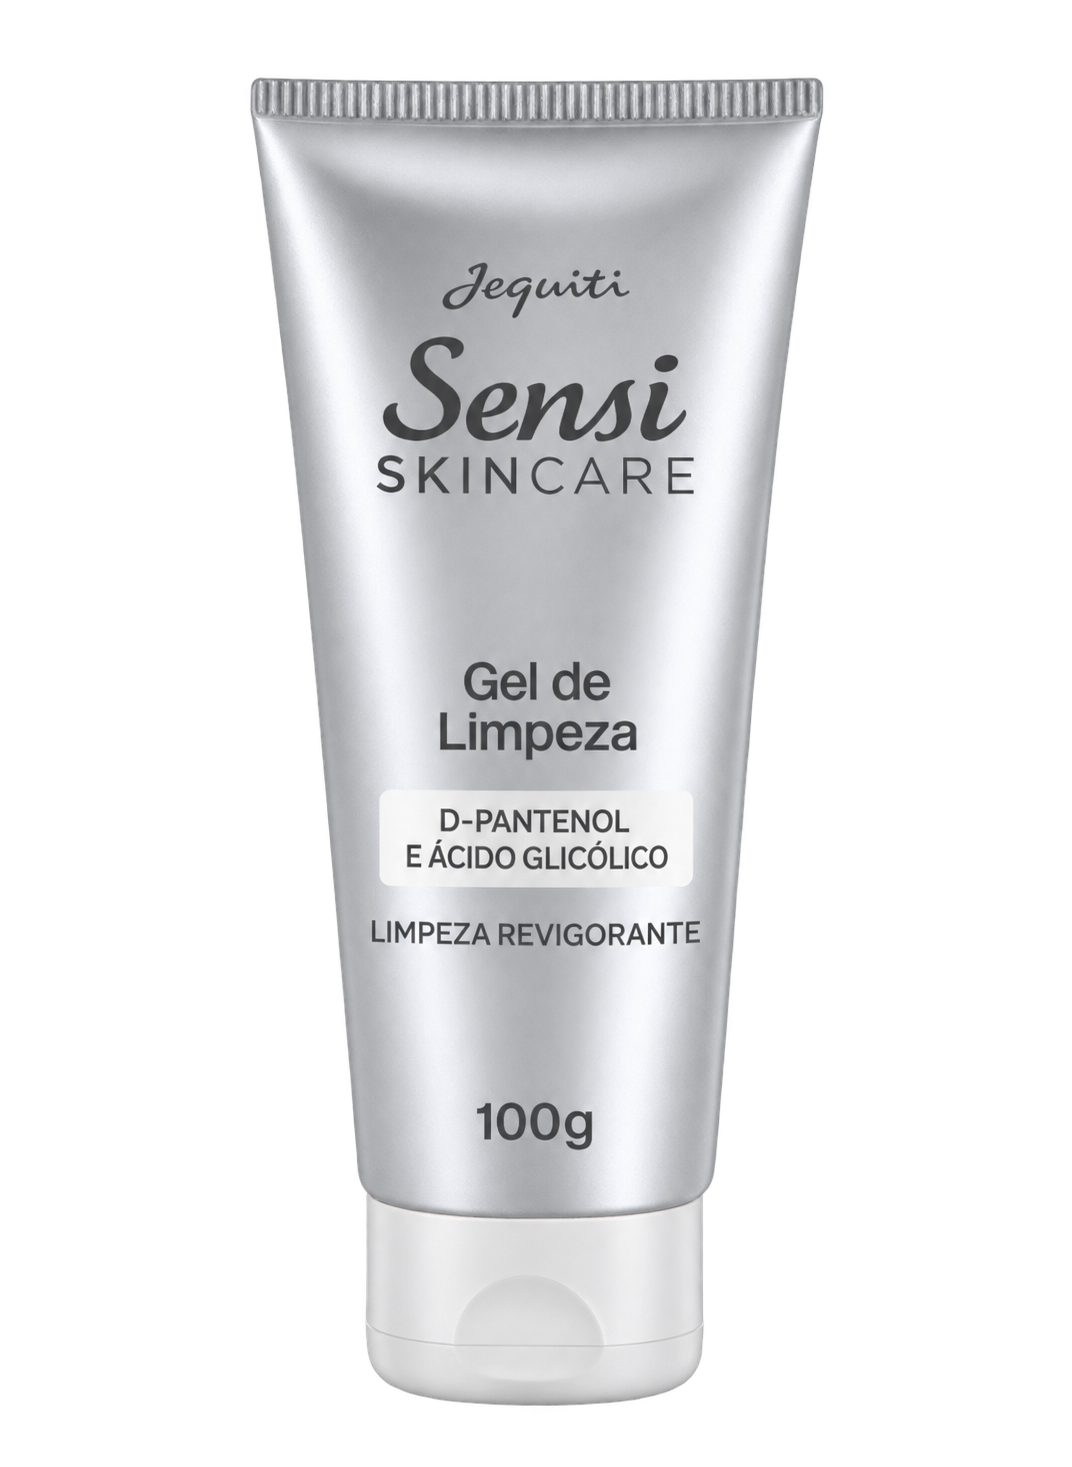 Jequiti
Sensi
SKINCARE
Gel de
Limpeza
D-PANTENOL
E ÁCIDO GLICÓLICO
LIMPEZA REVIGORANTE
100g